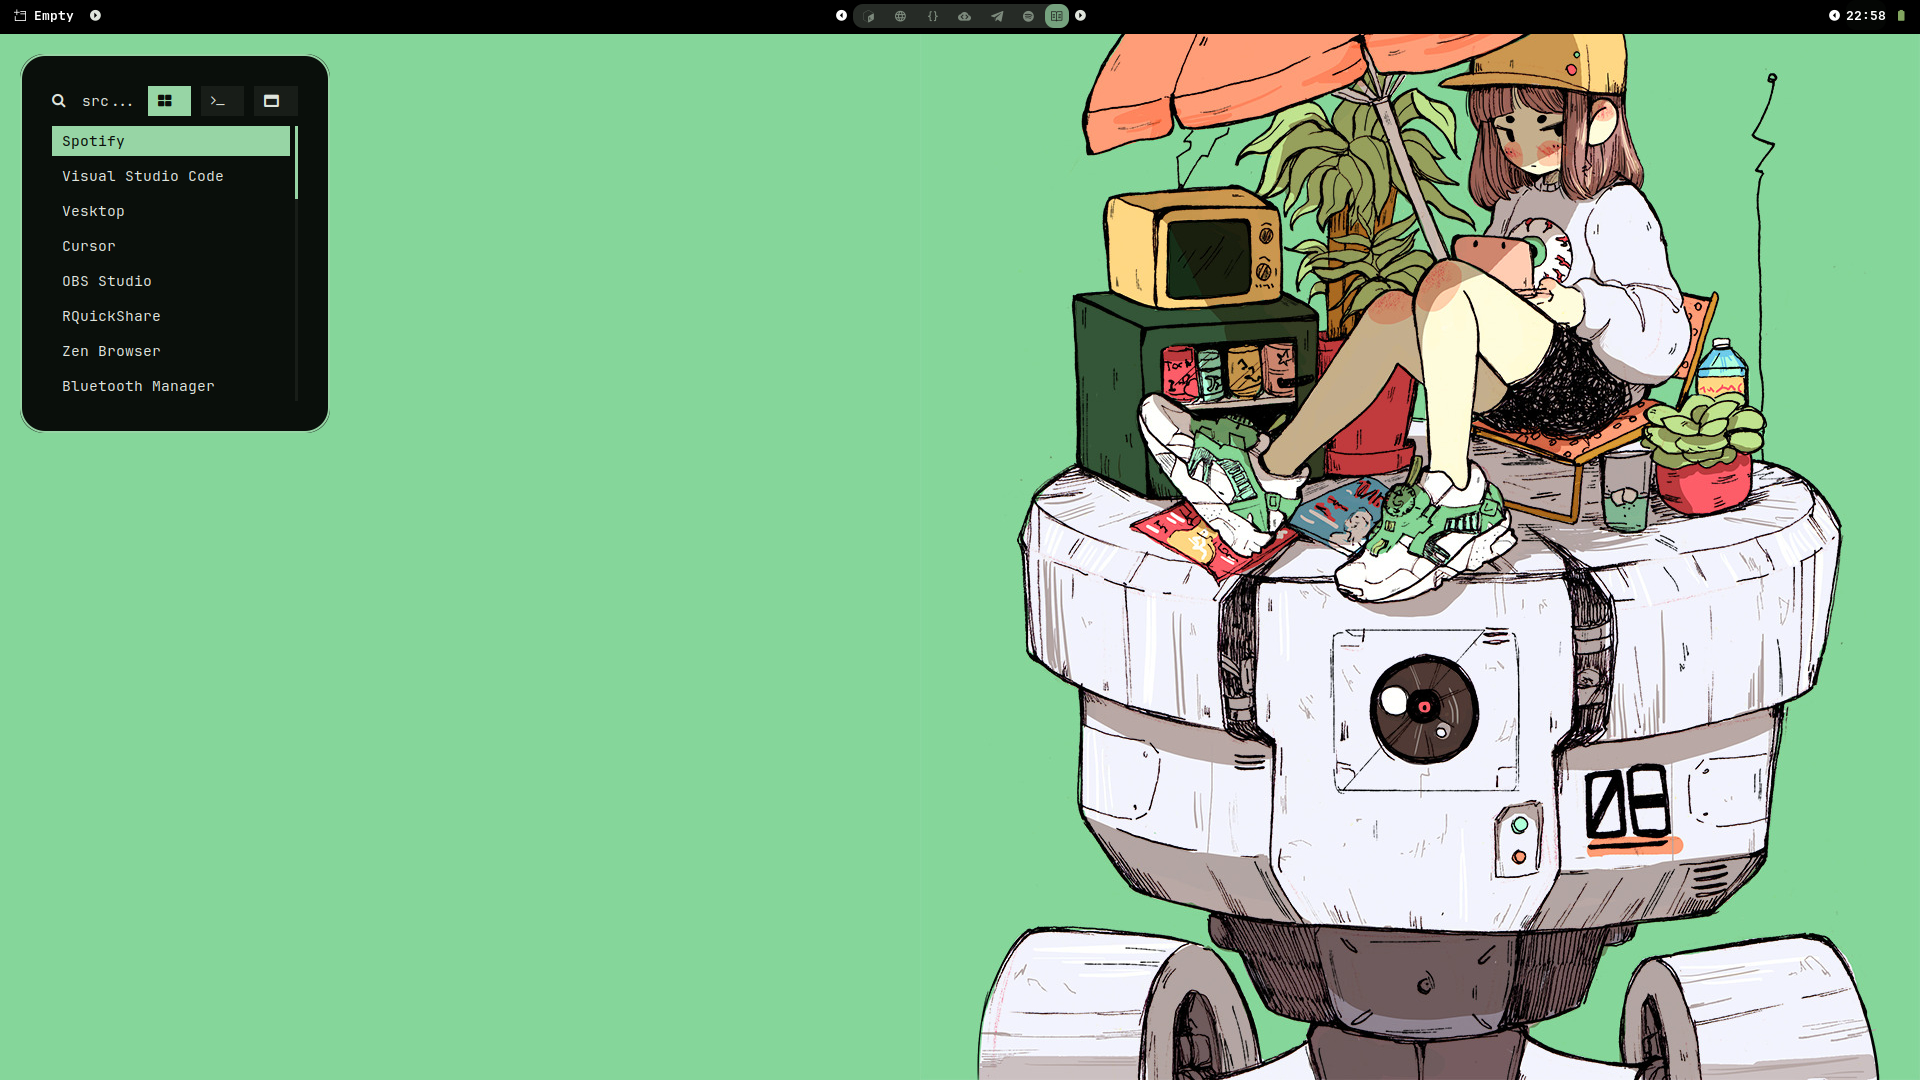 Empty
22:58
src...
Spotify
Visual Studio Code
Vesktop
Cursor
OBS Studio
RQuickShare
Zen Browser
Bluetooth Manager
08